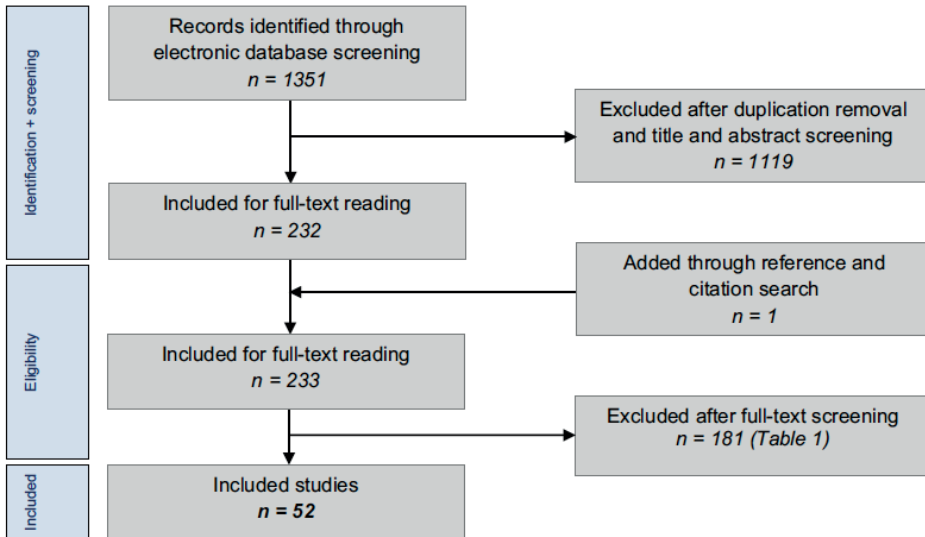 Identification + screening
Records identified through
electronic database screening
n = 1351
Excluded after duplication removal
and title and abstract screening
n = 1119
Included for full-text reading
n = 232
Eligibility
Added through reference and
citation search
n = 1
Included for full-text reading
n = 233
Excluded after full-text screening
n = 181 (Table 1)
Included
Included studies
n = 52